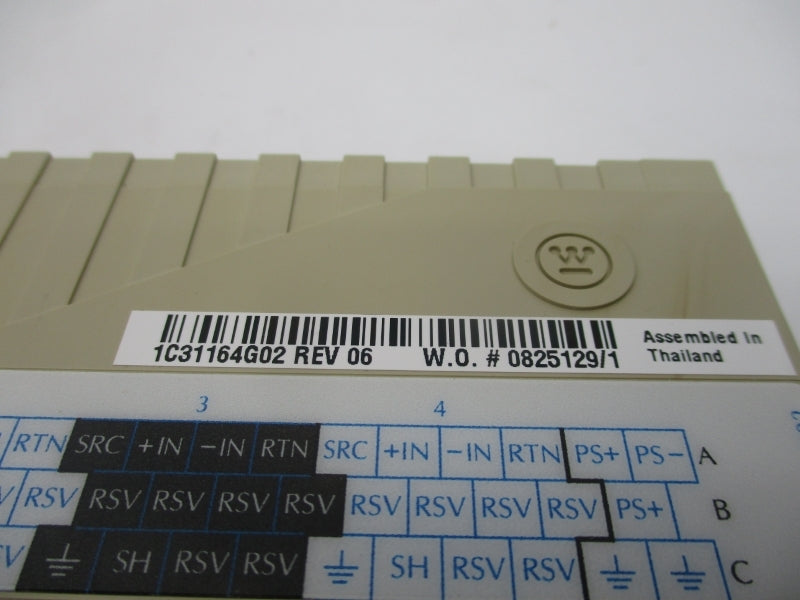 1C31164G02 REV 06 W.O. # 0825129/1
Assembled in
Thailand
3 4
RTN SRC +IN -IN RTN SRC +IN -IN RTN PS+ PS- A
RSV RSV RSV RSV RSV RSV RSV RSV RSV PS+ B
SH RSV RSV SH RSV RSV C